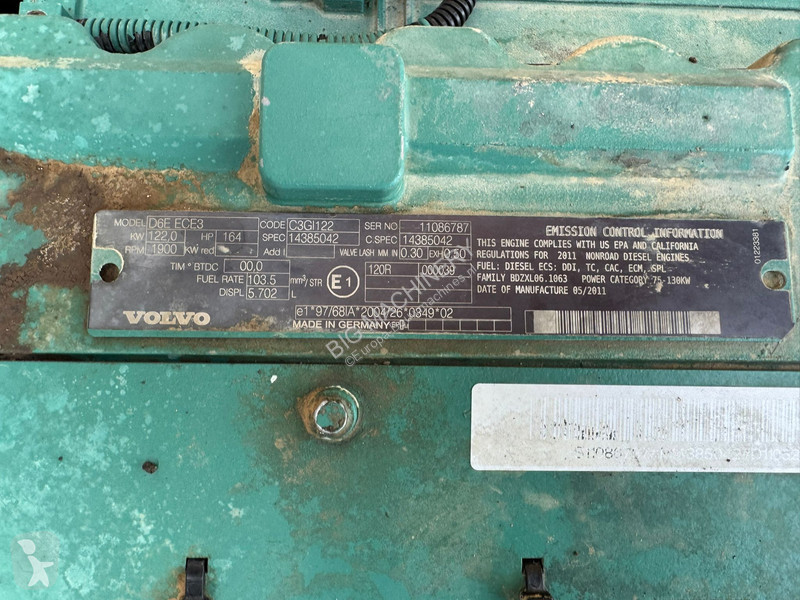 MODEL D6E ECE3 CODE C3GI122 SER NO 11086787
KW 122.0 HP 164 SPEC 14385042 C.SPEC 14385042
RPM 1900 KW red Add I VALVE LASH MM IN 0.30 EXH 0.50
TIM ° BTDC 00,0 120R 000039
FUEL RATE 103.5 mm³/STR E1
DISPL 5.702 L
e1*97/68IA*2004/26*0349*02
VOLVO MADE IN GERMANY
EMISSION CONTROL INFORMATION
THIS ENGINE COMPLIES WITH US EPA AND CALIFORNIA
REGULATIONS FOR 2011 NONROAD DIESEL ENGINES.
FUEL: DIESEL ECS: DDI, TC, CAC, ECM, SPL
FAMILY BDZXL06.1063 POWER CATEGORY 75-130KW
DATE OF MANUFACTURE 05/2011
01223381